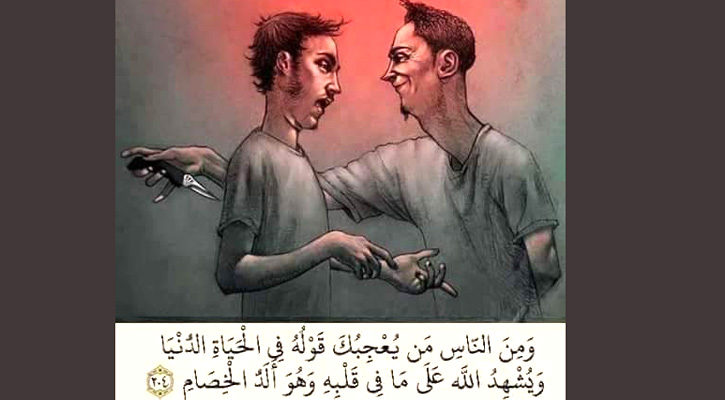 وَمِنَ النَّاسِ مَن يُعْجِبُكَ قَوْلُهُ فِي الْحَيَاةِ الدُّنْيَا
وَيُشْهِدُ اللَّه عَلَى مَا فِي قَلْبِهِ وَهُوَ أَلَدُّ الْخِصَامِ ٢٠٤